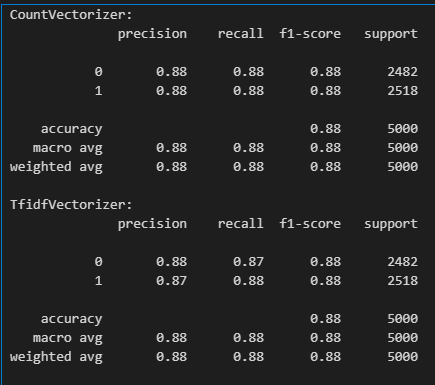 CountVectorizer:
precision recall f1-score support
0 0.88 0.88 0.88 2482
1 0.88 0.88 0.88 2518
accuracy 0.88 5000
macro avg 0.88 0.88 0.88 5000
weighted avg 0.88 0.88 0.88 5000
TfidfVectorizer:
precision recall f1-score support
0 0.88 0.87 0.88 2482
1 0.87 0.88 0.88 2518
accuracy 0.88 5000
macro avg 0.88 0.88 0.88 5000
weighted avg 0.88 0.88 0.88 5000